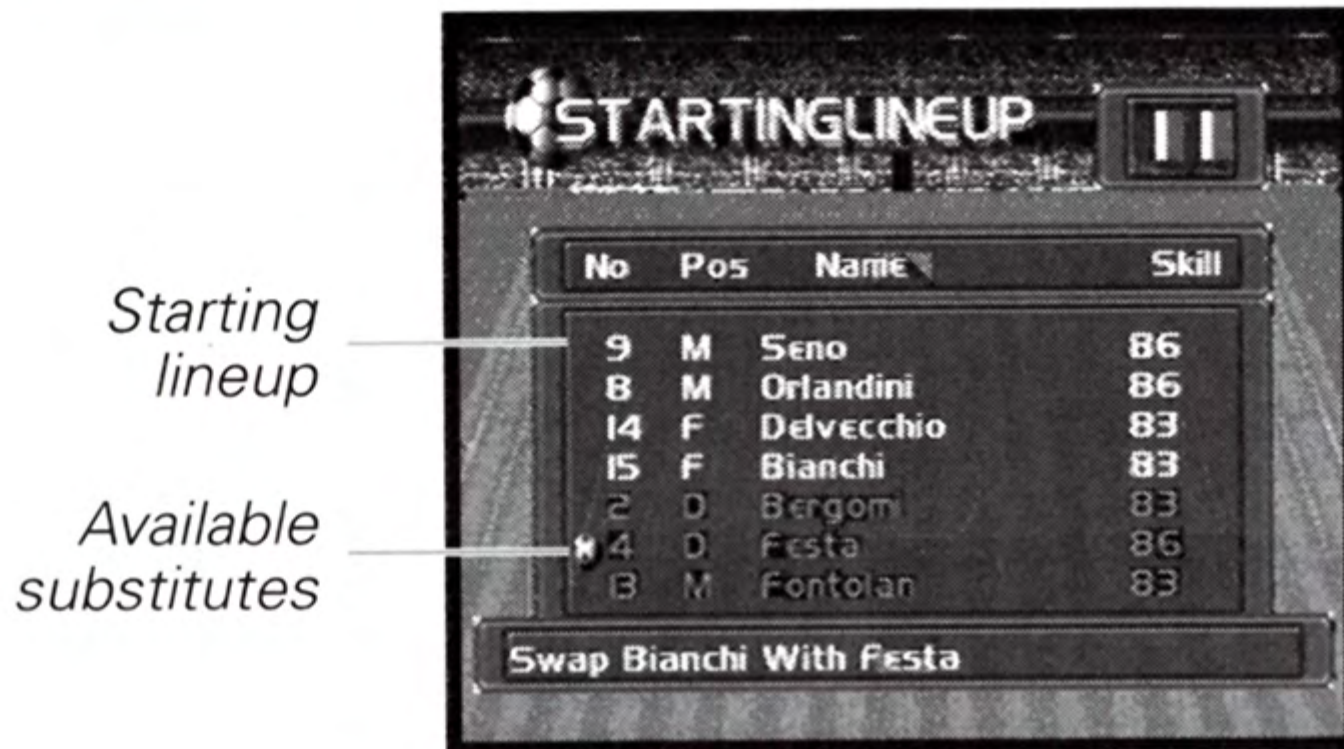 STARTINGLINEUP
No Pos Name Skill
Starting
lineup
9 M Seno 86
8 M Orlandini 86
14 F Delvecchio 83
15 F Bianchi 83
Available
substitutes
2 D Bergomi 83
4 D Festa 86
13 M Fontolan 83
Swap Bianchi With Festa